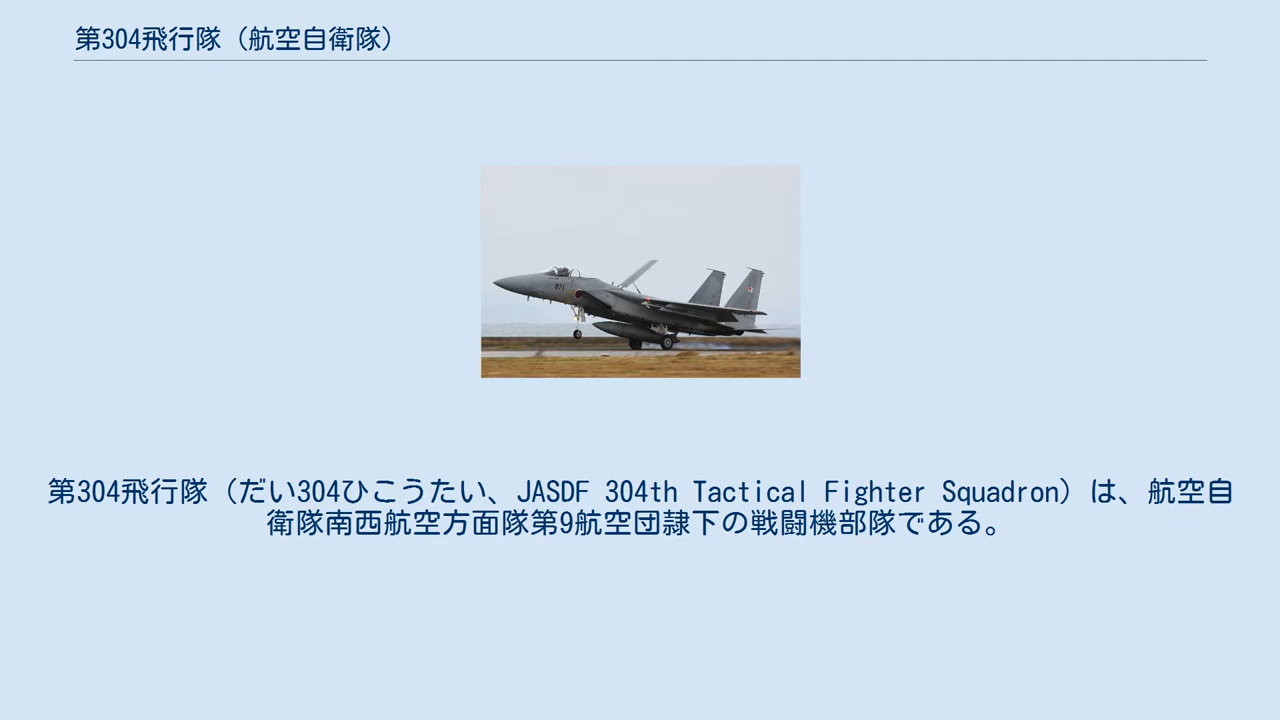 第304飛行隊（航空自衛隊）
821
第304飛行隊（だい304ひこうたい、JASDF 304th Tactical Fighter Squadron）は、航空自
衛隊南西航空方面隊第9航空団隷下の戦闘機部隊である。